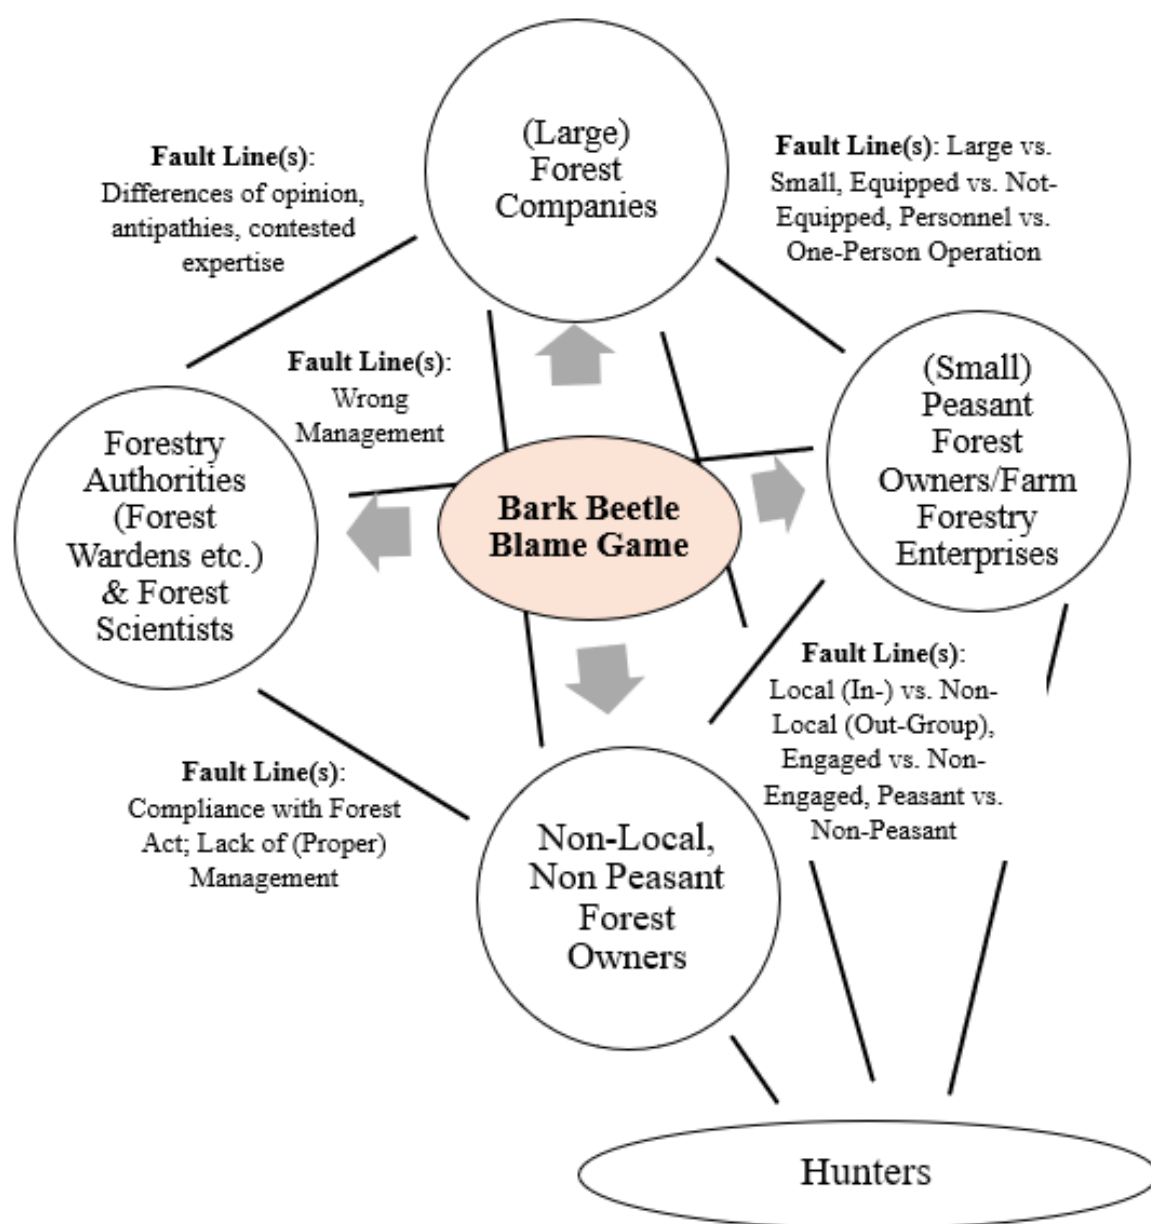 (Large)
Forest
Companies
Fault Line(s):
Differences of opinion,
antipathies, contested
expertise
Fault Line(s): Large vs.
Small, Equipped vs. Not-
Equipped, Personnel vs.
One-Person Operation
Fault Line(s):
Wrong
Management
(Small)
Peasant
Forest
Owners/Farm
Forestry
Enterprises
Forestry
Authorities
(Forest
Wardens etc.)
& Forest
Scientists
Bark Beetle
Blame Game
Fault Line(s):
Local (In-) vs. Non-
Local (Out-Group),
Engaged vs. Non-
Engaged, Peasant vs.
Non-Peasant
Fault Line(s):
Compliance with Forest
Act; Lack of (Proper)
Management
Non-Local,
Non Peasant
Forest
Owners
Hunters